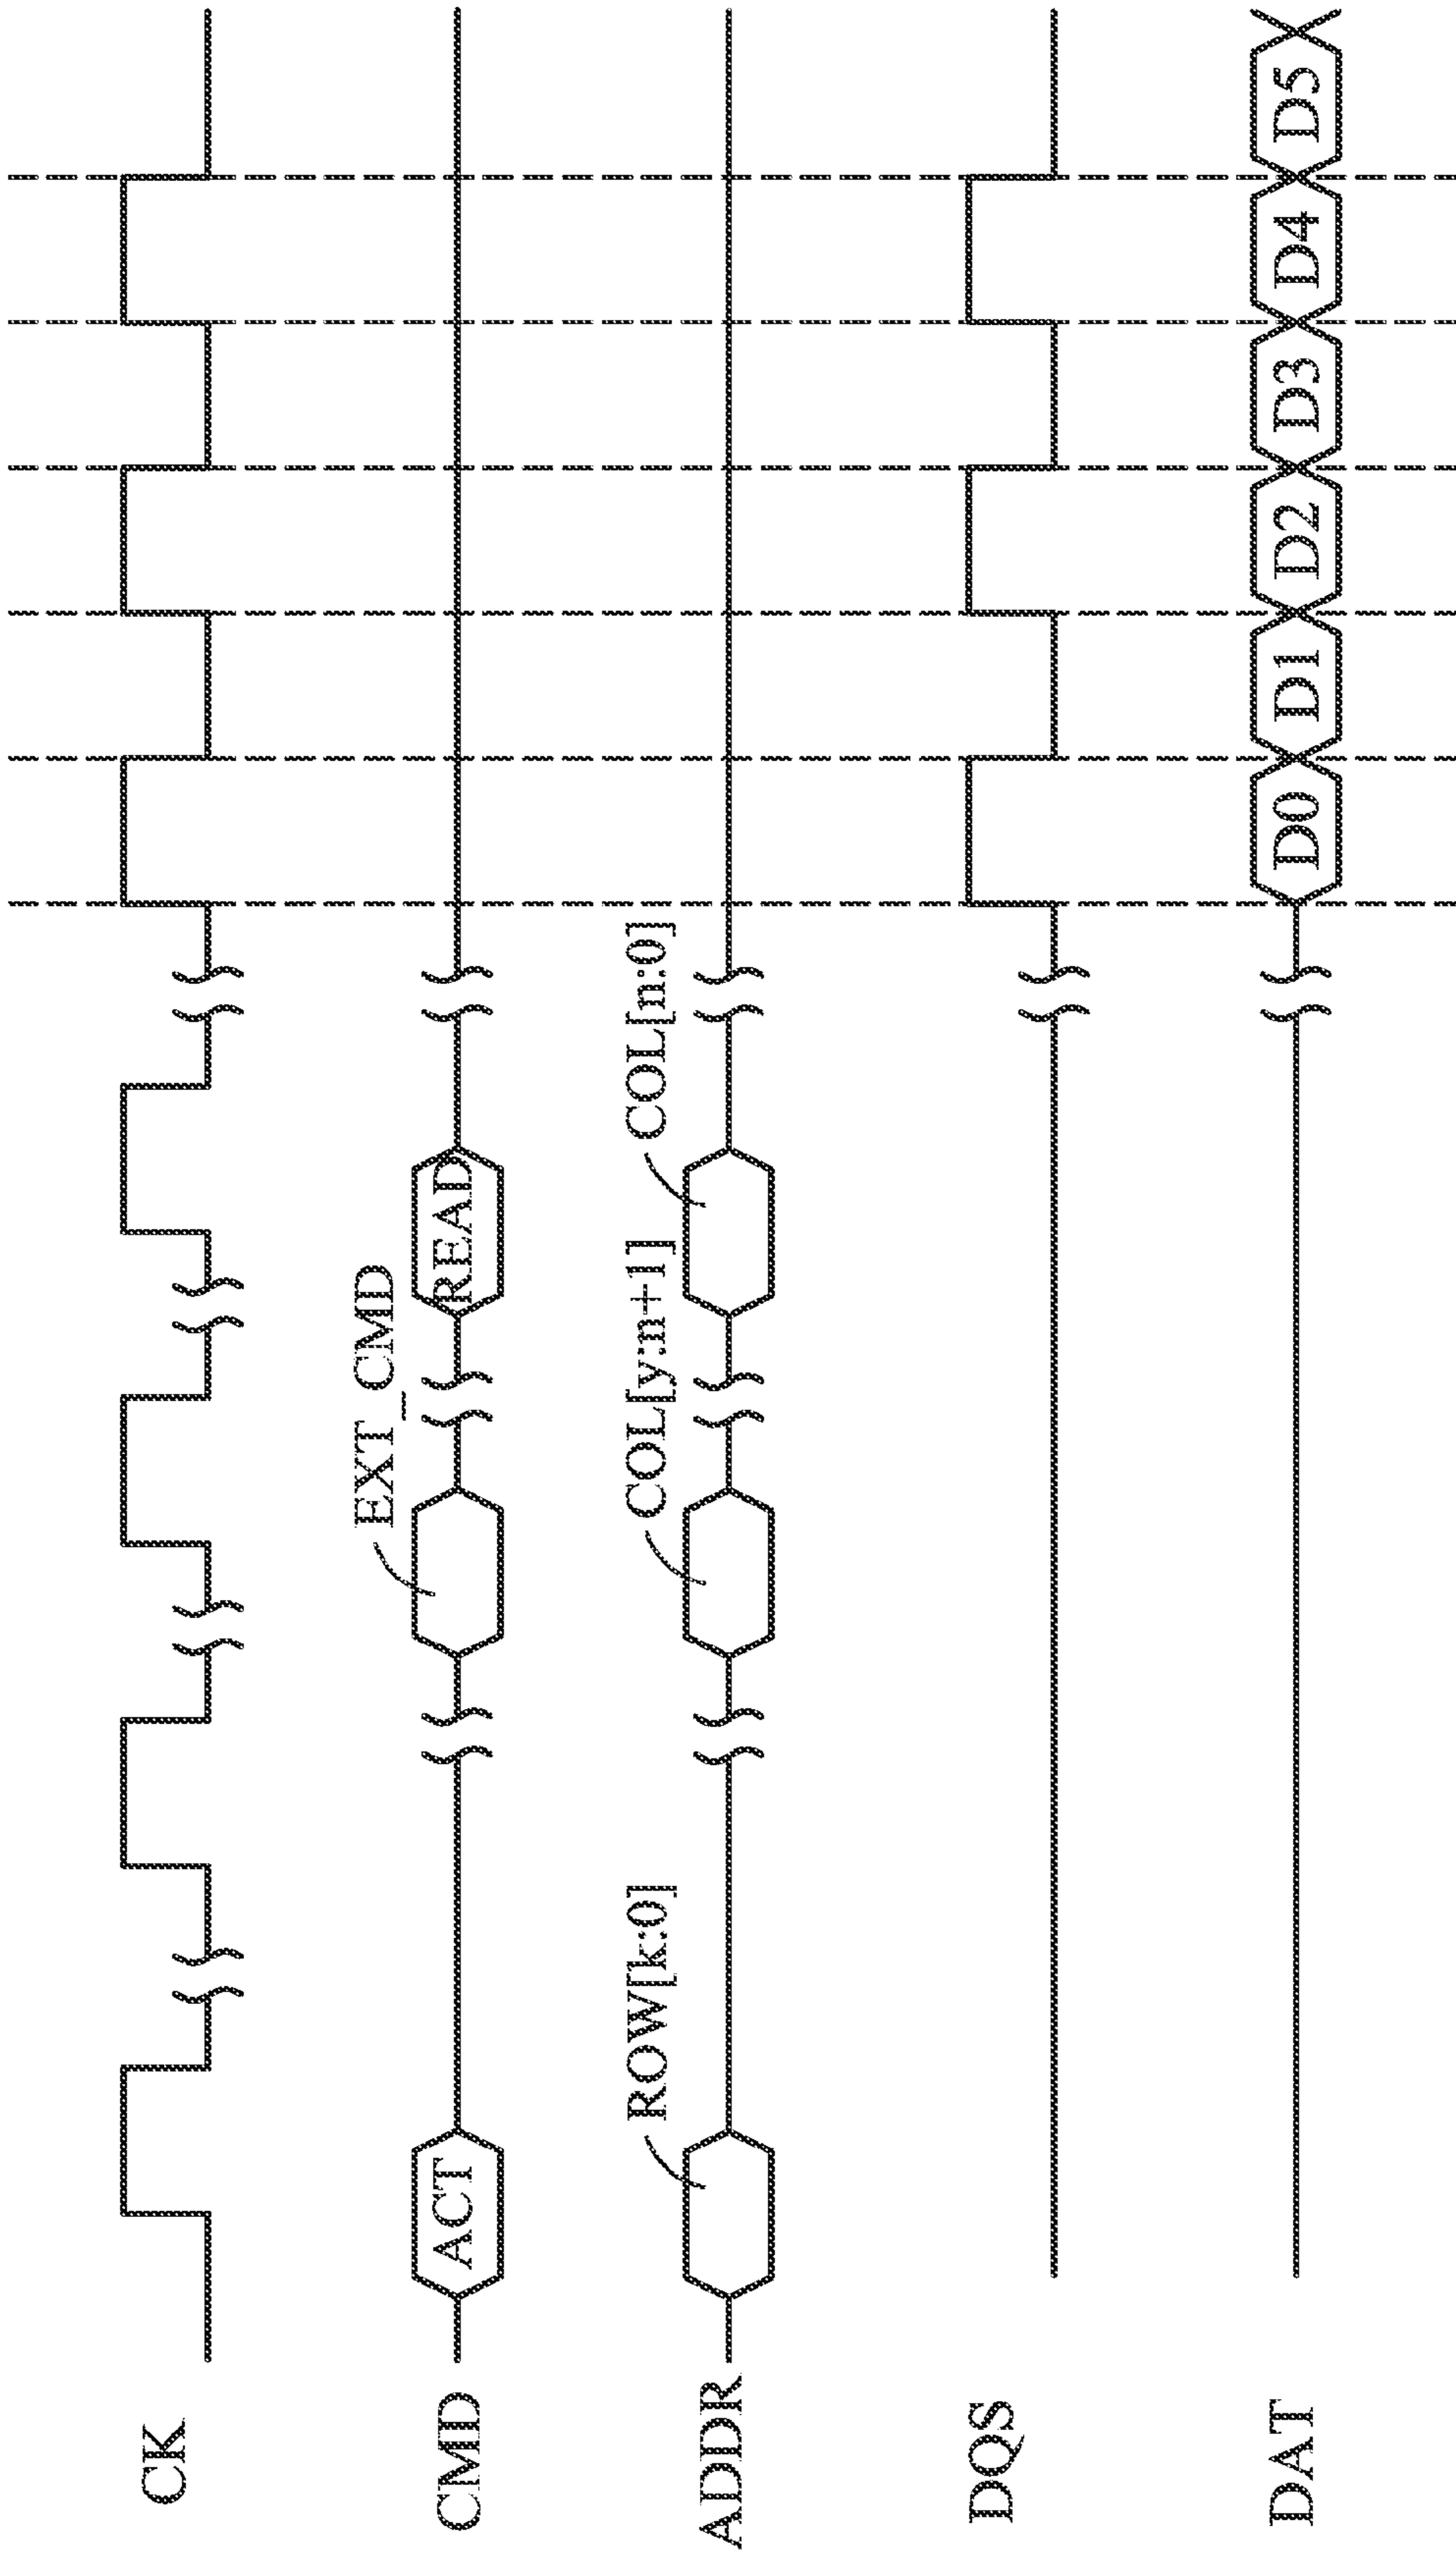 CK
CMD
ACT
EXT_CMD
READ
ADDR
ROW[k:0]
COL[y:n+1]
COL[n:0]
DQS
DAT
D0
D1
D2
D3
D4
D5